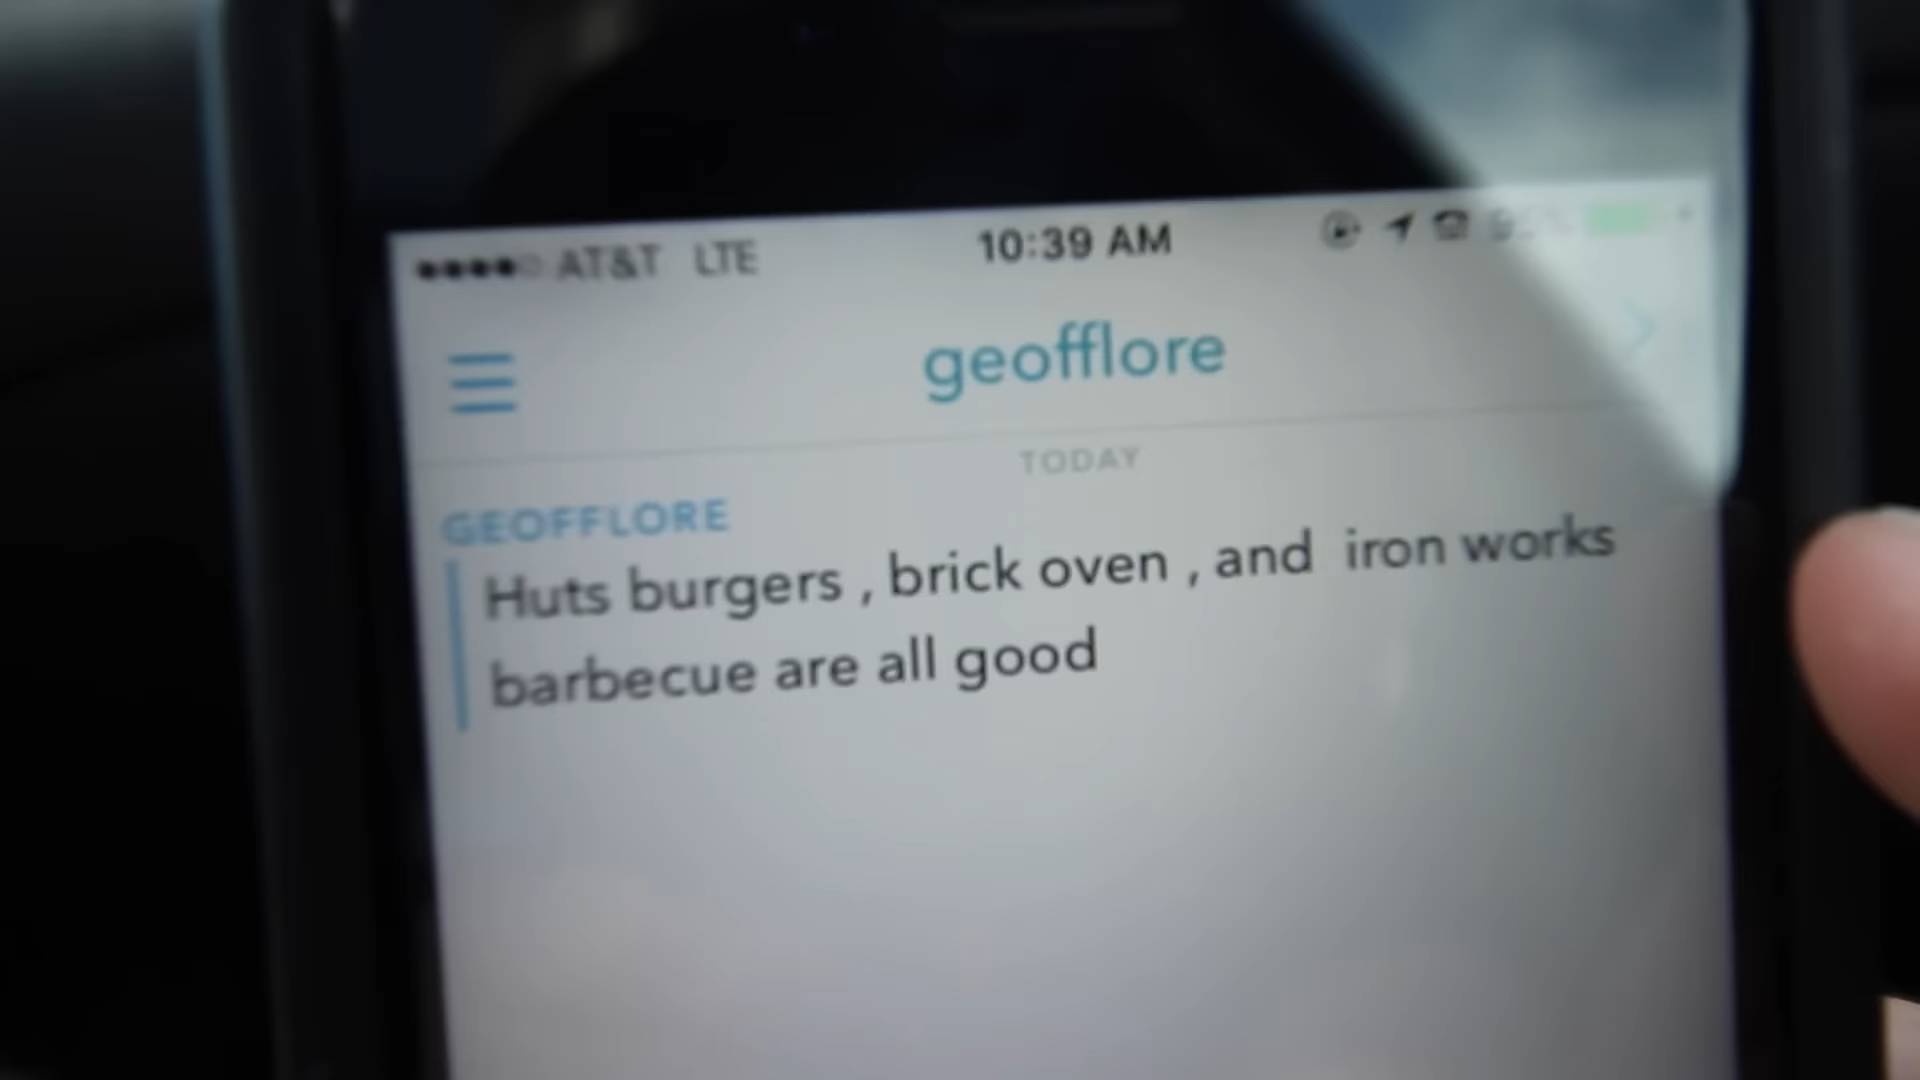 AT&T LTE 10:39 AM
geofflore
TODAY
GEOFFLORE
Huts burgers , brick oven , and iron works
barbecue are all good